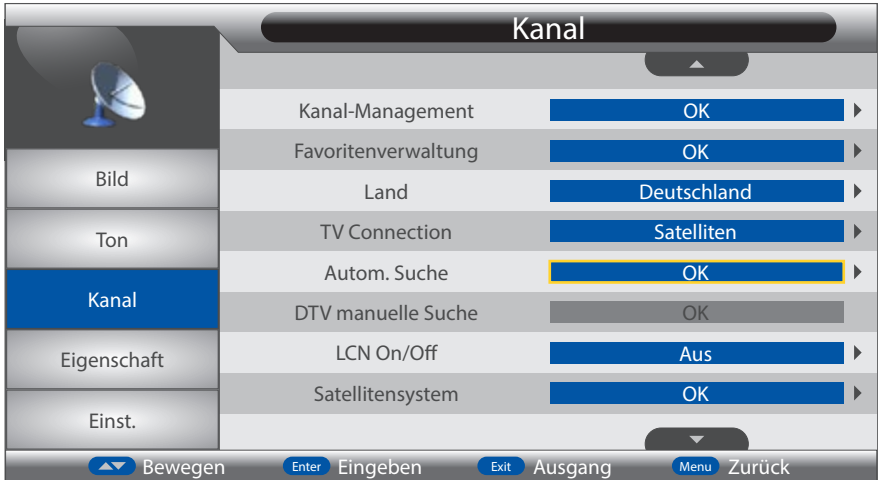 Kanal
Kanal-Management OK
Favoritenverwaltung OK
Bild
Land Deutschland
TV Connection Satelliten
Ton
Autom. Suche OK
Kanal
DTV manuelle Suche OK
LCN On/Off Aus
Eigenschaft
Satellitensystem OK
Einst.
Bewegen Enter Eingeben Exit Ausgang Menu Zurück